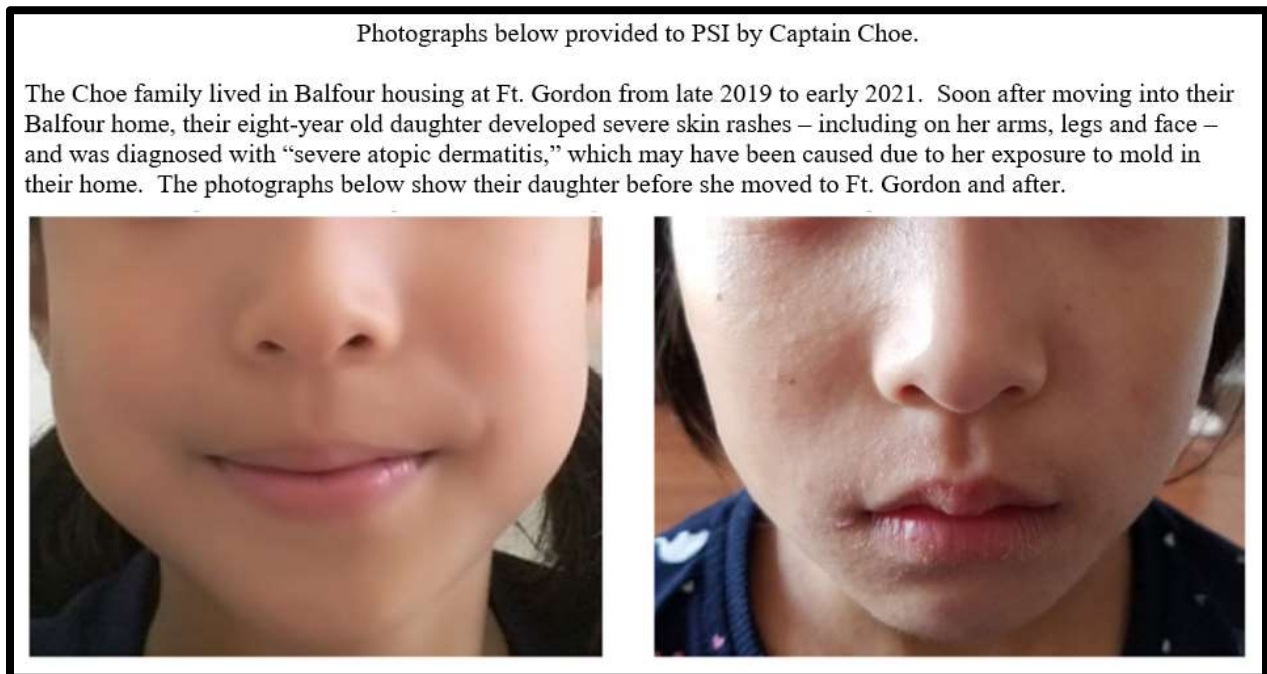 Photographs below provided to PSI by Captain Choe.
The Choe family lived in Balfour housing at Ft. Gordon from late 2019 to early 2021.  Soon after moving into their
Balfour home, their eight-year old daughter developed severe skin rashes – including on her arms, legs and face –
and was diagnosed with “severe atopic dermatitis,” which may have been caused due to her exposure to mold in
their home.  The photographs below show their daughter before she moved to Ft. Gordon and after.